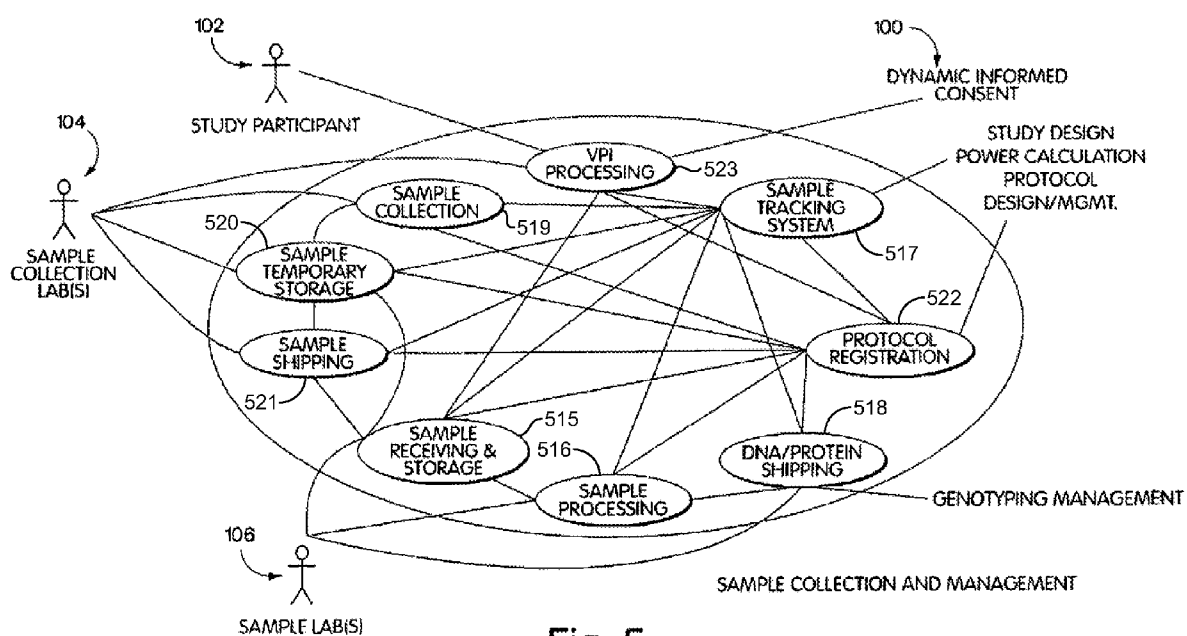 102
100
DYNAMIC INFORMED
CONSENT
STUDY PARTICIPANT
104
STUDY DESIGN
POWER CALCULATION
PROTOCOL
DESIGN/MGMT.
VPI
PROCESSING
523
SAMPLE
COLLECTION
519
SAMPLE
TRACKING
SYSTEM
517
520
SAMPLE
TEMPORARY
STORAGE
SAMPLE
COLLECTION
LAB(S)
522
PROTOCOL
REGISTRATION
SAMPLE
SHIPPING
521
515
SAMPLE
RECEIVING &
STORAGE
516
SAMPLE
PROCESSING
518
DNA/PROTEIN
SHIPPING
GENOTYPING MANAGEMENT
106
SAMPLE LAB(S)
SAMPLE COLLECTION AND MANAGEMENT